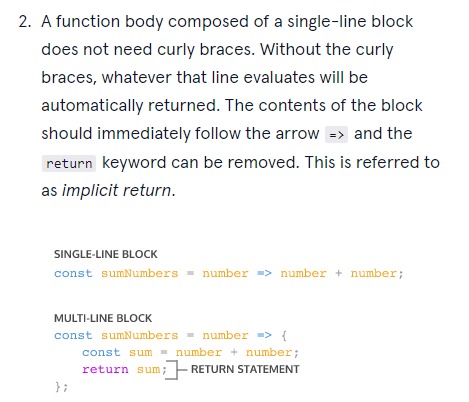 2. A function body composed of a single-line block
does not need curly braces. Without the curly
braces, whatever that line evaluates will be
automatically returned. The contents of the block
should immediately follow the arrow => and the
return keyword can be removed. This is referred to
as implicit return.
SINGLE-LINE BLOCK
const sumNumbers = number => number + number;
MULTI-LINE BLOCK
const sumNumbers = number => {
const sum = number + number;
return sum; RETURN STATEMENT
};